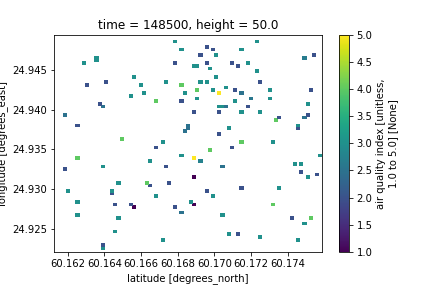 time = 148500, height = 50.0
24.945
24.940
24.935
24.930
24.925
longitude [degrees_east]
60.162 60.164 60.166 60.168 60.170 60.172 60.174
latitude [degrees_north]
5.0
4.5
4.0
3.5
3.0
2.5
2.0
1.5
1.0
air quality index [unitless,
1.0 to 5.0] [None]